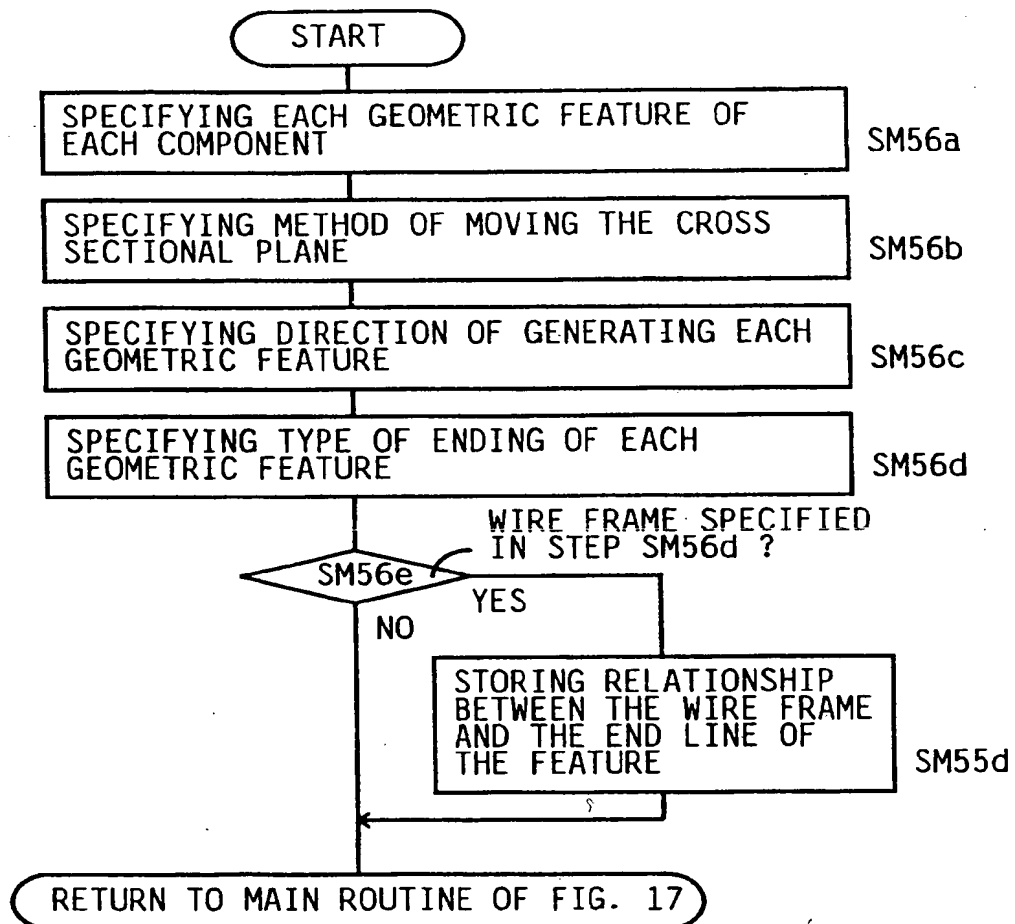 START
SPECIFYING EACH GEOMETRIC FEATURE OF
EACH COMPONENT
SM56a
SPECIFYING METHOD OF MOVING THE CROSS
SECTIONAL PLANE
SM56b
SPECIFYING DIRECTION OF GENERATING EACH
GEOMETRIC FEATURE
SM56c
SPECIFYING TYPE OF ENDING OF EACH
GEOMETRIC FEATURE
SM56d
WIRE FRAME SPECIFIED
IN STEP SM56d ?
SM56e
YES
NO
STORING RELATIONSHIP
BETWEEN THE WIRE FRAME
AND THE END LINE OF
THE FEATURE
SM55d
RETURN TO MAIN ROUTINE OF FIG. 17